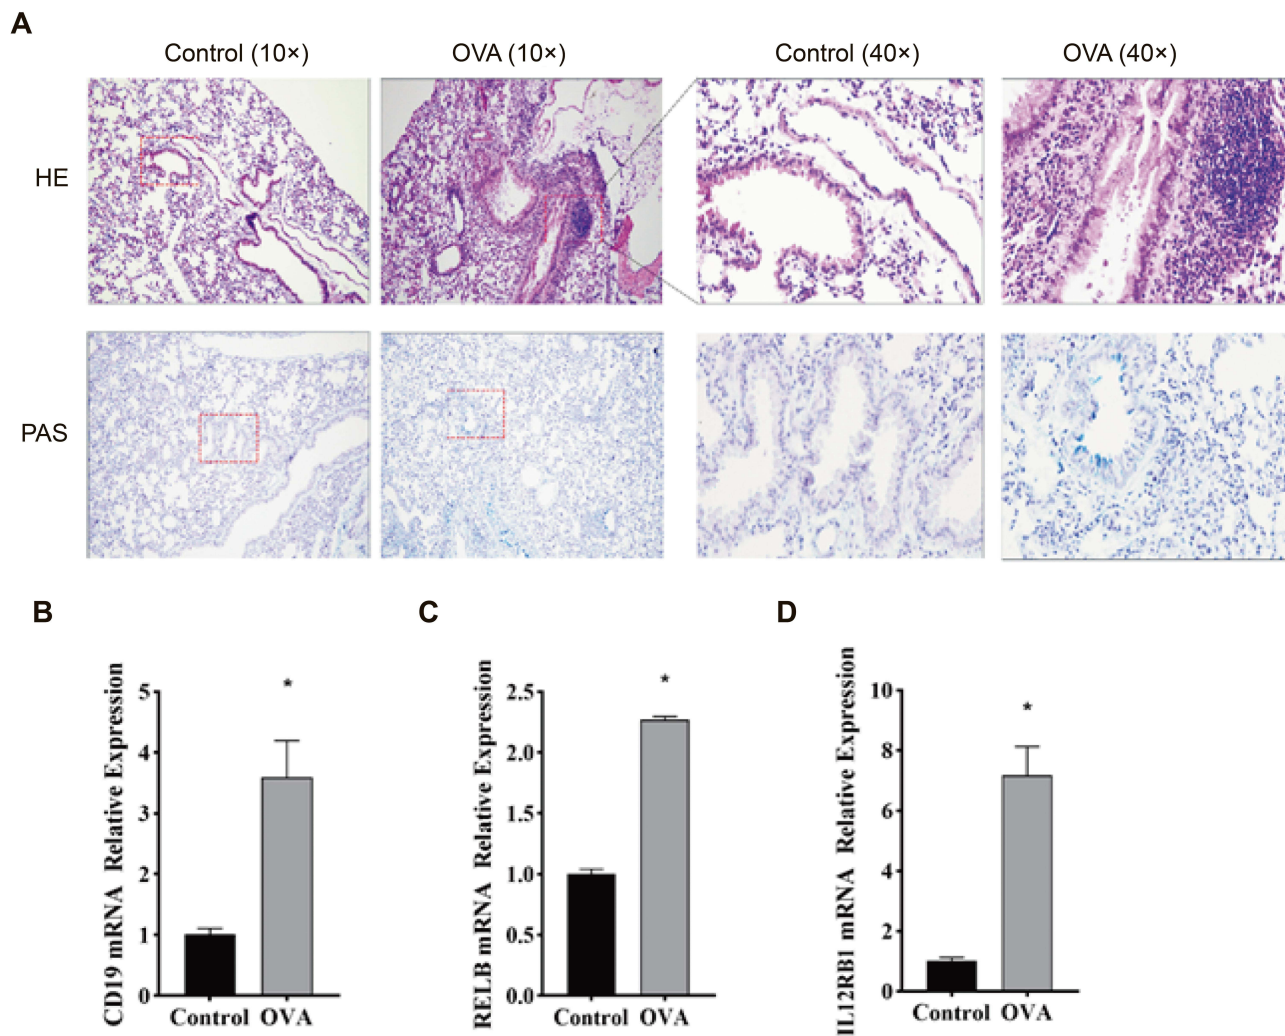 A
Control (10×) OVA (10×) Control (40×) OVA (40×)
HE
PAS
B C D
CD19 mRNA Relative Expression
5
4
3
2
1
0
*
Control OVA
RELB mRNA Relative Expression
2.5
2.0
1.5
1.0
0.5
0.0
*
Control OVA
IL12RB1 mRNA Relative Expression
10
8
6
4
2
0
*
Control OVA